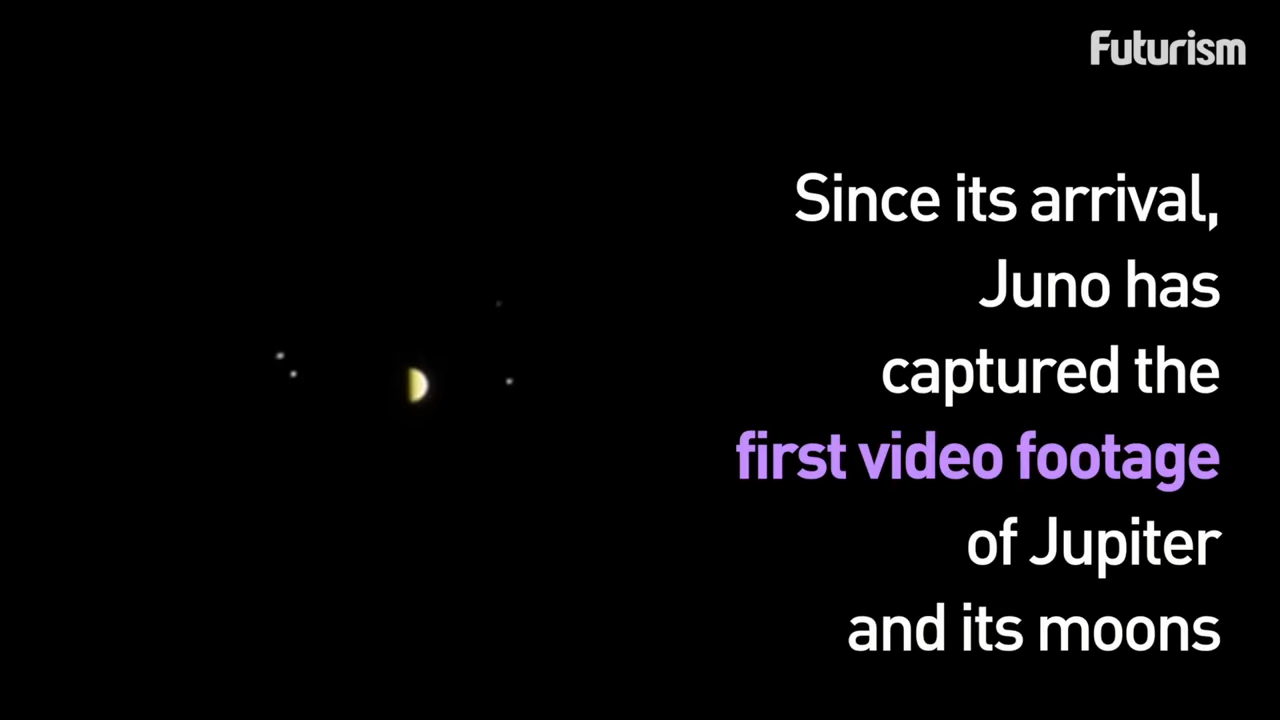 Futurism
Since its arrival,
Juno has
captured the
first video footage
of Jupiter
and its moons